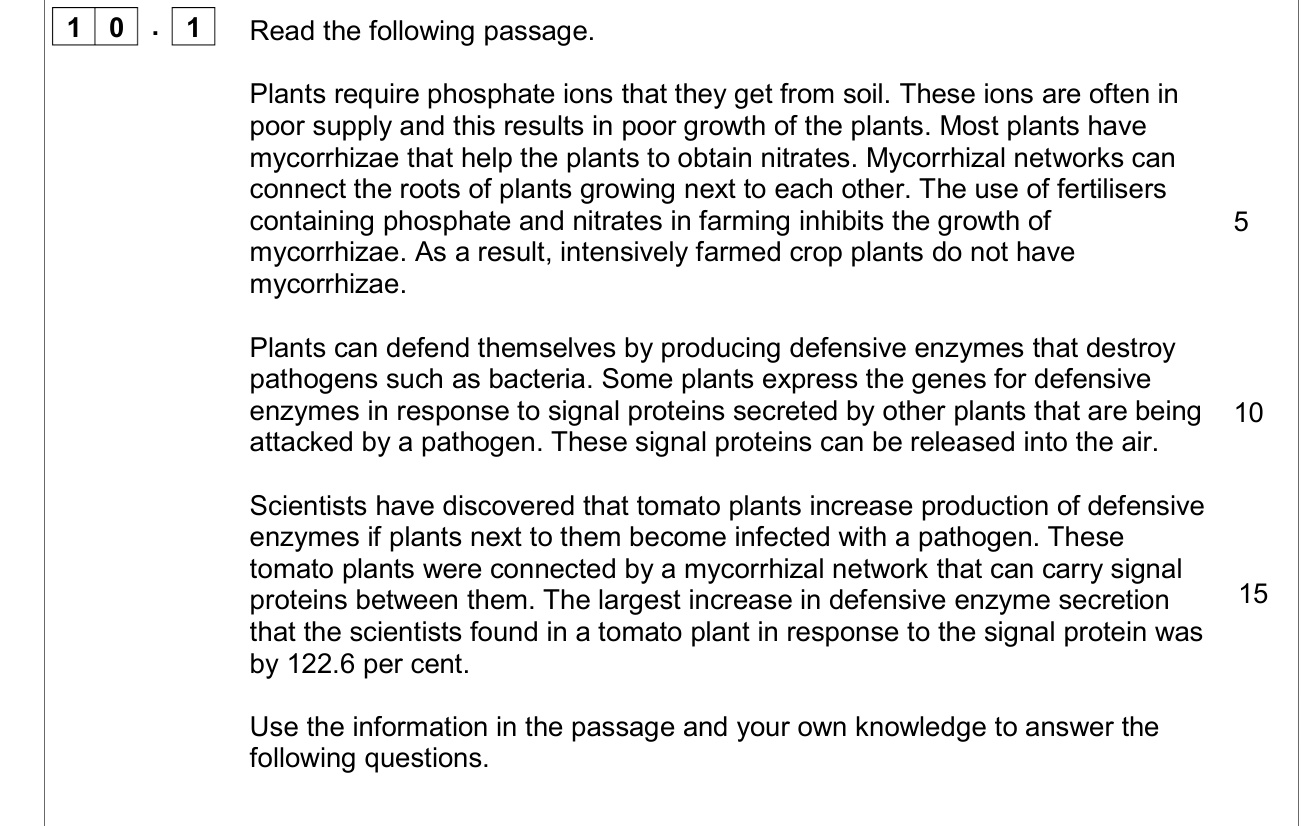 10.1 Read the following passage.
Plants require phosphate ions that they get from soil. These ions are often in
poor supply and this results in poor growth of the plants. Most plants have
mycorrhizae that help the plants to obtain nitrates. Mycorrhizal networks can
connect the roots of plants growing next to each other. The use of fertilisers
containing phosphate and nitrates in farming inhibits the growth of 5
mycorrhizae. As a result, intensively farmed crop plants do not have
mycorrhizae.
Plants can defend themselves by producing defensive enzymes that destroy
pathogens such as bacteria. Some plants express the genes for defensive
enzymes in response to signal proteins secreted by other plants that are being 10
attacked by a pathogen. These signal proteins can be released into the air.
Scientists have discovered that tomato plants increase production of defensive
enzymes if plants next to them become infected with a pathogen. These
tomato plants were connected by a mycorrhizal network that can carry signal
proteins between them. The largest increase in defensive enzyme secretion 15
that the scientists found in a tomato plant in response to the signal protein was
by 122.6 per cent.
Use the information in the passage and your own knowledge to answer the
following questions.